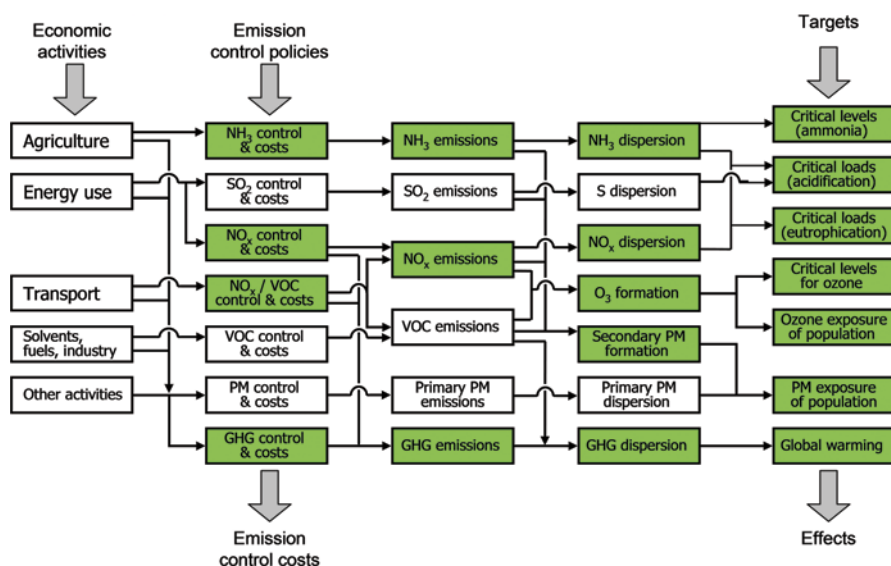 Economic
activities
Emission
control policies
Targets
Agriculture
NH3 control
& costs
NH3 emissions
NH3 dispersion
Critical levels
(ammonia)
Energy use
SO2 control
& costs
SO2 emissions
S dispersion
Critical loads
(acidification)
NOx control
& costs
NOx emissions
NOx dispersion
Critical loads
(eutrophication)
Transport
NOx / VOC
control & costs
O3 formation
Critical levels
for ozone
Solvents,
fuels, industry
VOC control
& costs
VOC emissions
Secondary PM
formation
Ozone exposure
of population
Other activities
PM control
& costs
Primary PM
emissions
Primary PM
dispersion
PM exposure
of population
GHG control
& costs
GHG emissions
GHG dispersion
Global warming
Emission
control costs
Effects